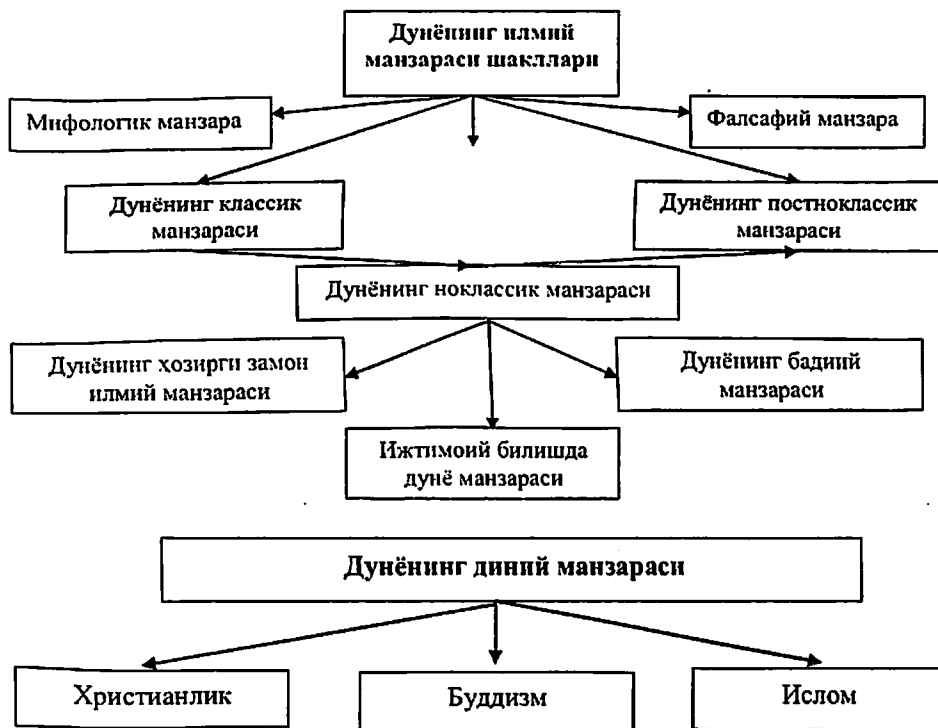 Дунёнинг илмий
манзараси шакллари
Мифологик манзара
Фалсафий манзара
Дунёнинг классик
манзараси
Дунёнинг постноклассик
манзараси
Дунёнинг ноклассик манзараси
Дунёнинг ҳозирги замон
илмий манзараси
Дунёнинг бадиий
манзараси
Ижтимоий билишда
дунё манзараси
Дунёнинг диний манзараси
Христианлик
Буддизм
Ислом